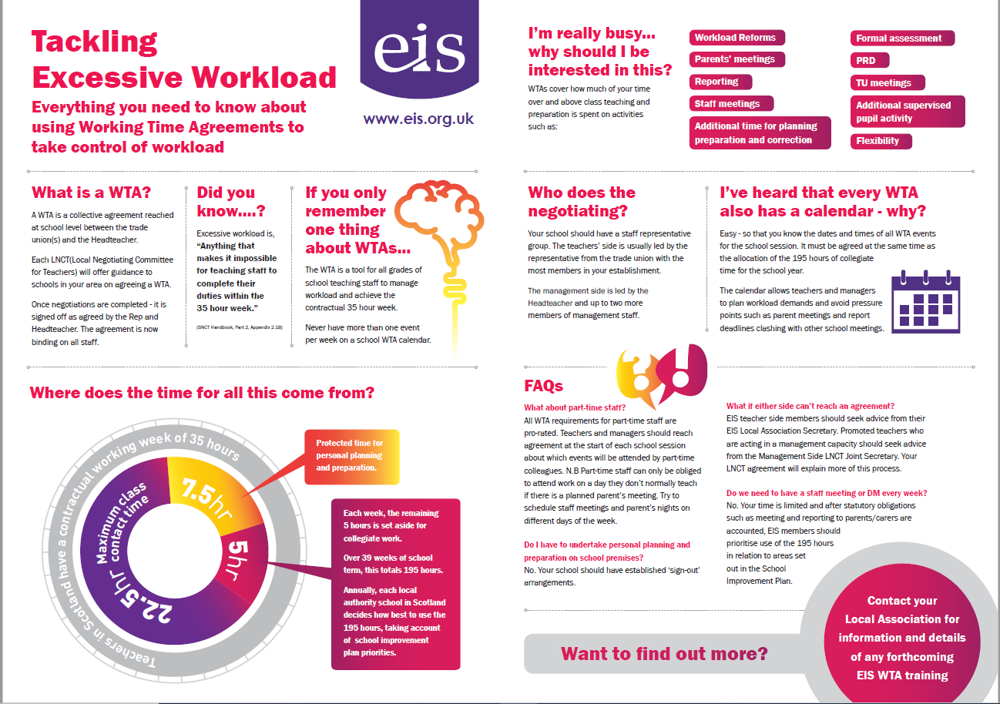 Tackling
Excessive Workload
Everything you need to know about
using Working Time Agreements to
take control of workload
eis
www.eis.org.uk
What is a WTA?
A WTA is a collective agreement reached
at school level between the trade
union(s) and the Headteacher.
Each LNCT(Local Negotiating Committee
for Teachers) will offer guidance to
schools in your area on agreeing a WTA.
Once negotiations are completed - it is
signed off as agreed by the Rep and
Headteacher. The agreement is now
binding on all staff.
Did you
know....?
Excessive workload is,
“Anything that
makes it impossible
for teaching staff to
complete their
duties within the
35 hour week.”
(SNCT Handbook, Part 2, Appendix 2.18)
If you only
remember
one thing
about WTAs...
The WTA is a tool for all grades of
school teaching staff to manage
workload and achieve the
contractual 35 hour week.
Never have more than one event
per week on a school WTA calendar.
Where does the time for all this come from?
Teachers in Scotland have a contractual working week of 35 hours
Maximum class
contact time
22.5hr
7.5hr
5hr
Protected time for
personal planning
and preparation.
Each week, the remaining
5 hours is set aside for
collegiate work.
Over 39 weeks of school
term, this totals 195 hours.
Annually, each local
authority school in Scotland
decides how best to use the
195 hours, taking account
of school improvement
plan priorities.
I’m really busy...
why should I be
interested in this?
WTAs cover how much of your time
over and above class teaching and
preparation is spent on activities
such as:
Workload Reforms
Parents’ meetings
Reporting
Staff meetings
Additional time for planning
preparation and correction
Formal assessment
PRD
TU meetings
Additional supervised
pupil activity
Flexibility
Who does the
negotiating?
Your school should have a staff representative
group. The teachers’ side is usually led by the
representative from the trade union with the
most members in your establishment.
The management side is led by the
Headteacher and up to two more
members of management staff.
I’ve heard that every WTA
also has a calendar - why?
Easy - so that you know the dates and times of all WTA events
for the school session. It must be agreed at the same time as
the allocation of the 195 hours of collegiate
time for the school year.
The calendar allows teachers and managers
to plan workload demands and avoid pressure
points such as parent meetings and report
deadlines clashing with other school meetings.
FAQs
What about part-time staff?
All WTA requirements for part-time staff are
pro-rated. Teachers and managers should reach
agreement at the start of each school session
about which events will be attended by part-time
colleagues. N.B Part-time staff can only be obliged
to attend work on a day they don’t normally teach
if there is a planned parent’s meeting. Try to
schedule staff meetings and parent’s nights on
different days of the week.
Do I have to undertake personal planning and
preparation on school premises?
No. Your school should have established ‘sign-out’
arrangements.
What if either side can’t reach an agreement?
EIS teacher side members should seek advice from their
EIS Local Association Secretary. Promoted teachers who
are acting in a management capacity should seek advice
from the Management Side LNCT Joint Secretary. Your
LNCT agreement will explain more of this process.
Do we need to have a staff meeting or DM every week?
No. Your time is limited and after statutory obligations
such as meeting and reporting to parents/carers are
accounted, EIS members should
prioritise use of the 195 hours
in relation to areas set
out in the School
Improvement Plan.
Want to find out more?
Contact your
Local Association for
information and details
of any forthcoming
EIS WTA training